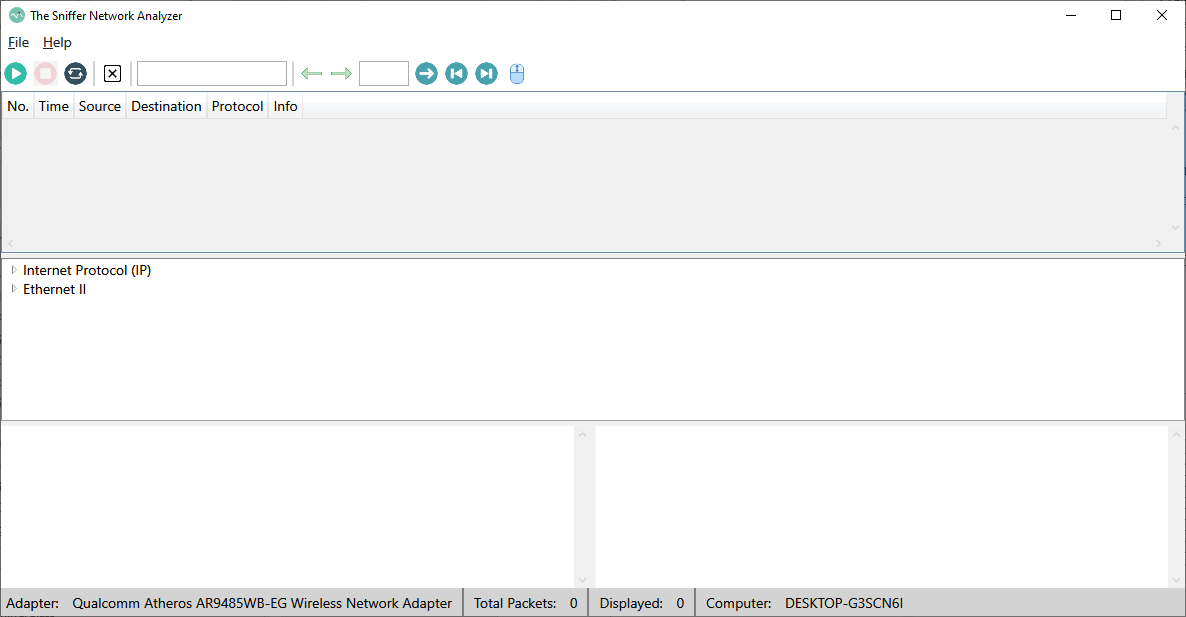 The Sniffer Network Analyzer
File Help
No. Time Source Destination Protocol Info
Internet Protocol (IP)
Ethernet II
Adapter: Qualcomm Atheros AR9485WB-EG Wireless Network Adapter Total Packets: 0 Displayed: 0 Computer: DESKTOP-G3SCN6I